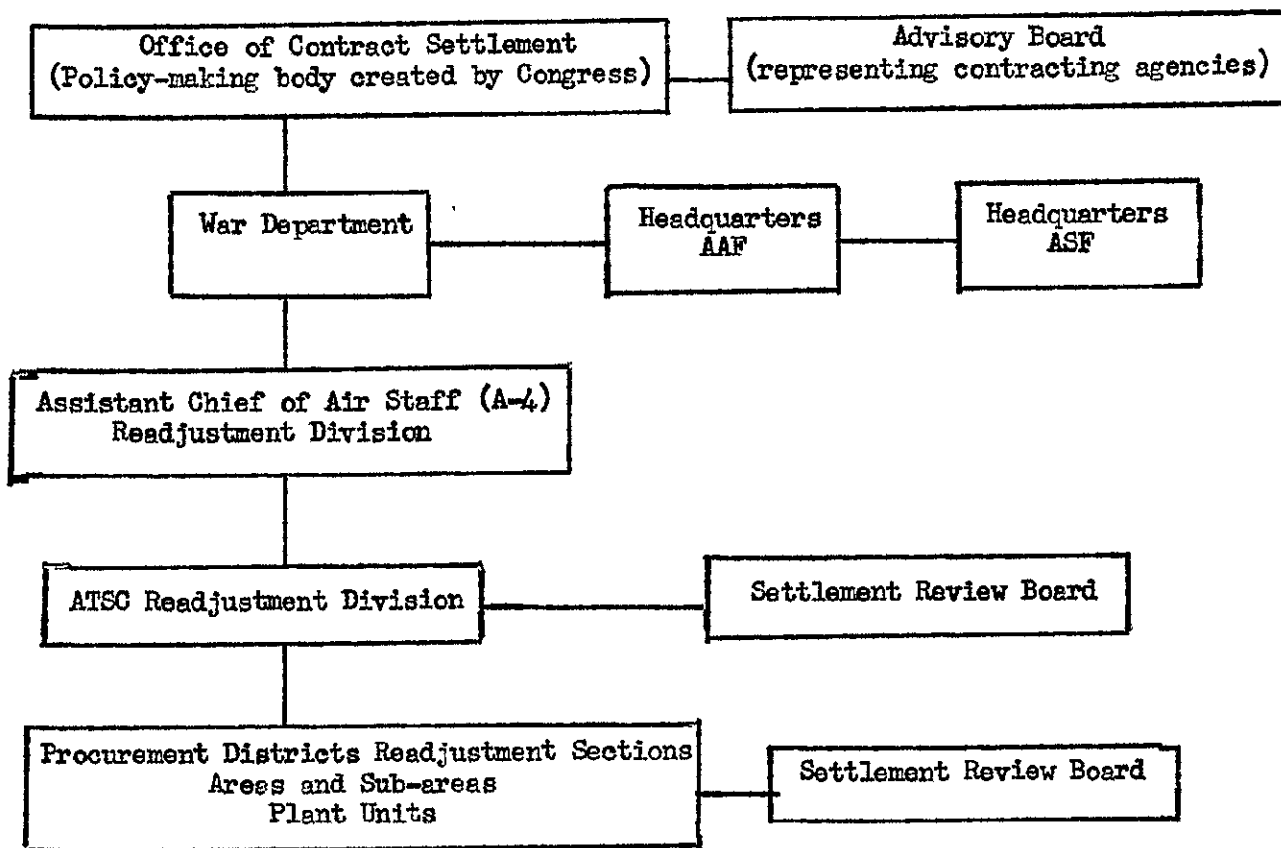 Office of Contract Settlement
(Policy-making body created by Congress)
Advisory Board
(representing contracting agencies)
War Department
Headquarters
AAF
Headquarters
ASF
Assistant Chief of Air Staff (A-4)
Readjustment Division
ATSC Readjustment Division
Settlement Review Board
Procurement Districts Readjustment Sections
Areas and Sub-areas
Plant Units
Settlement Review Board